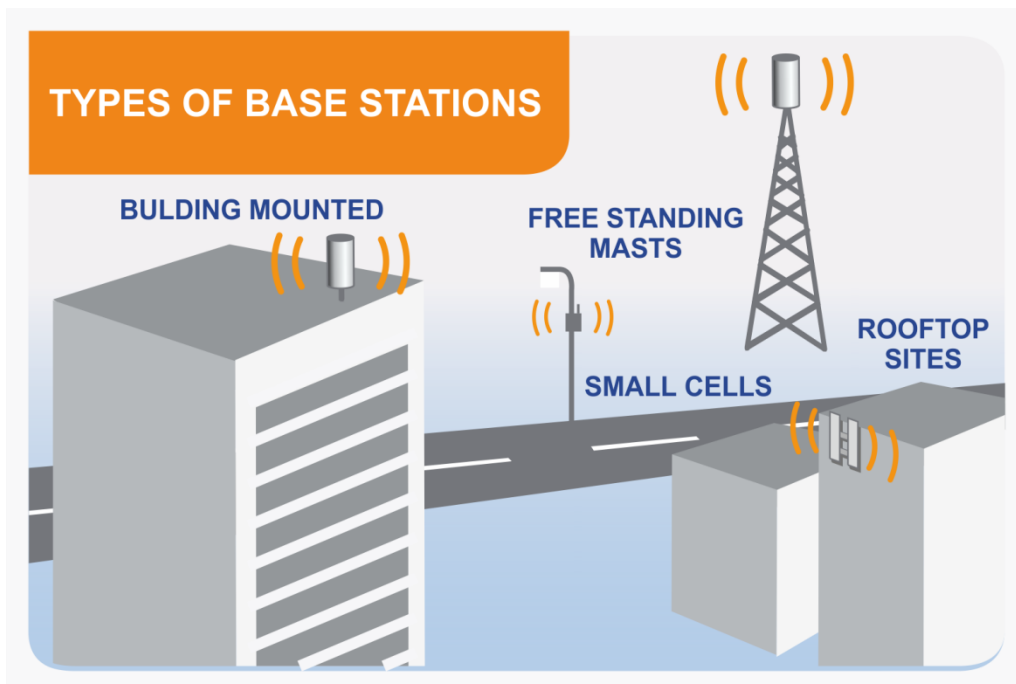 TYPES OF BASE STATIONS
BULDING MOUNTED
FREE STANDING
MASTS
ROOFTOP
SITES
SMALL CELLS